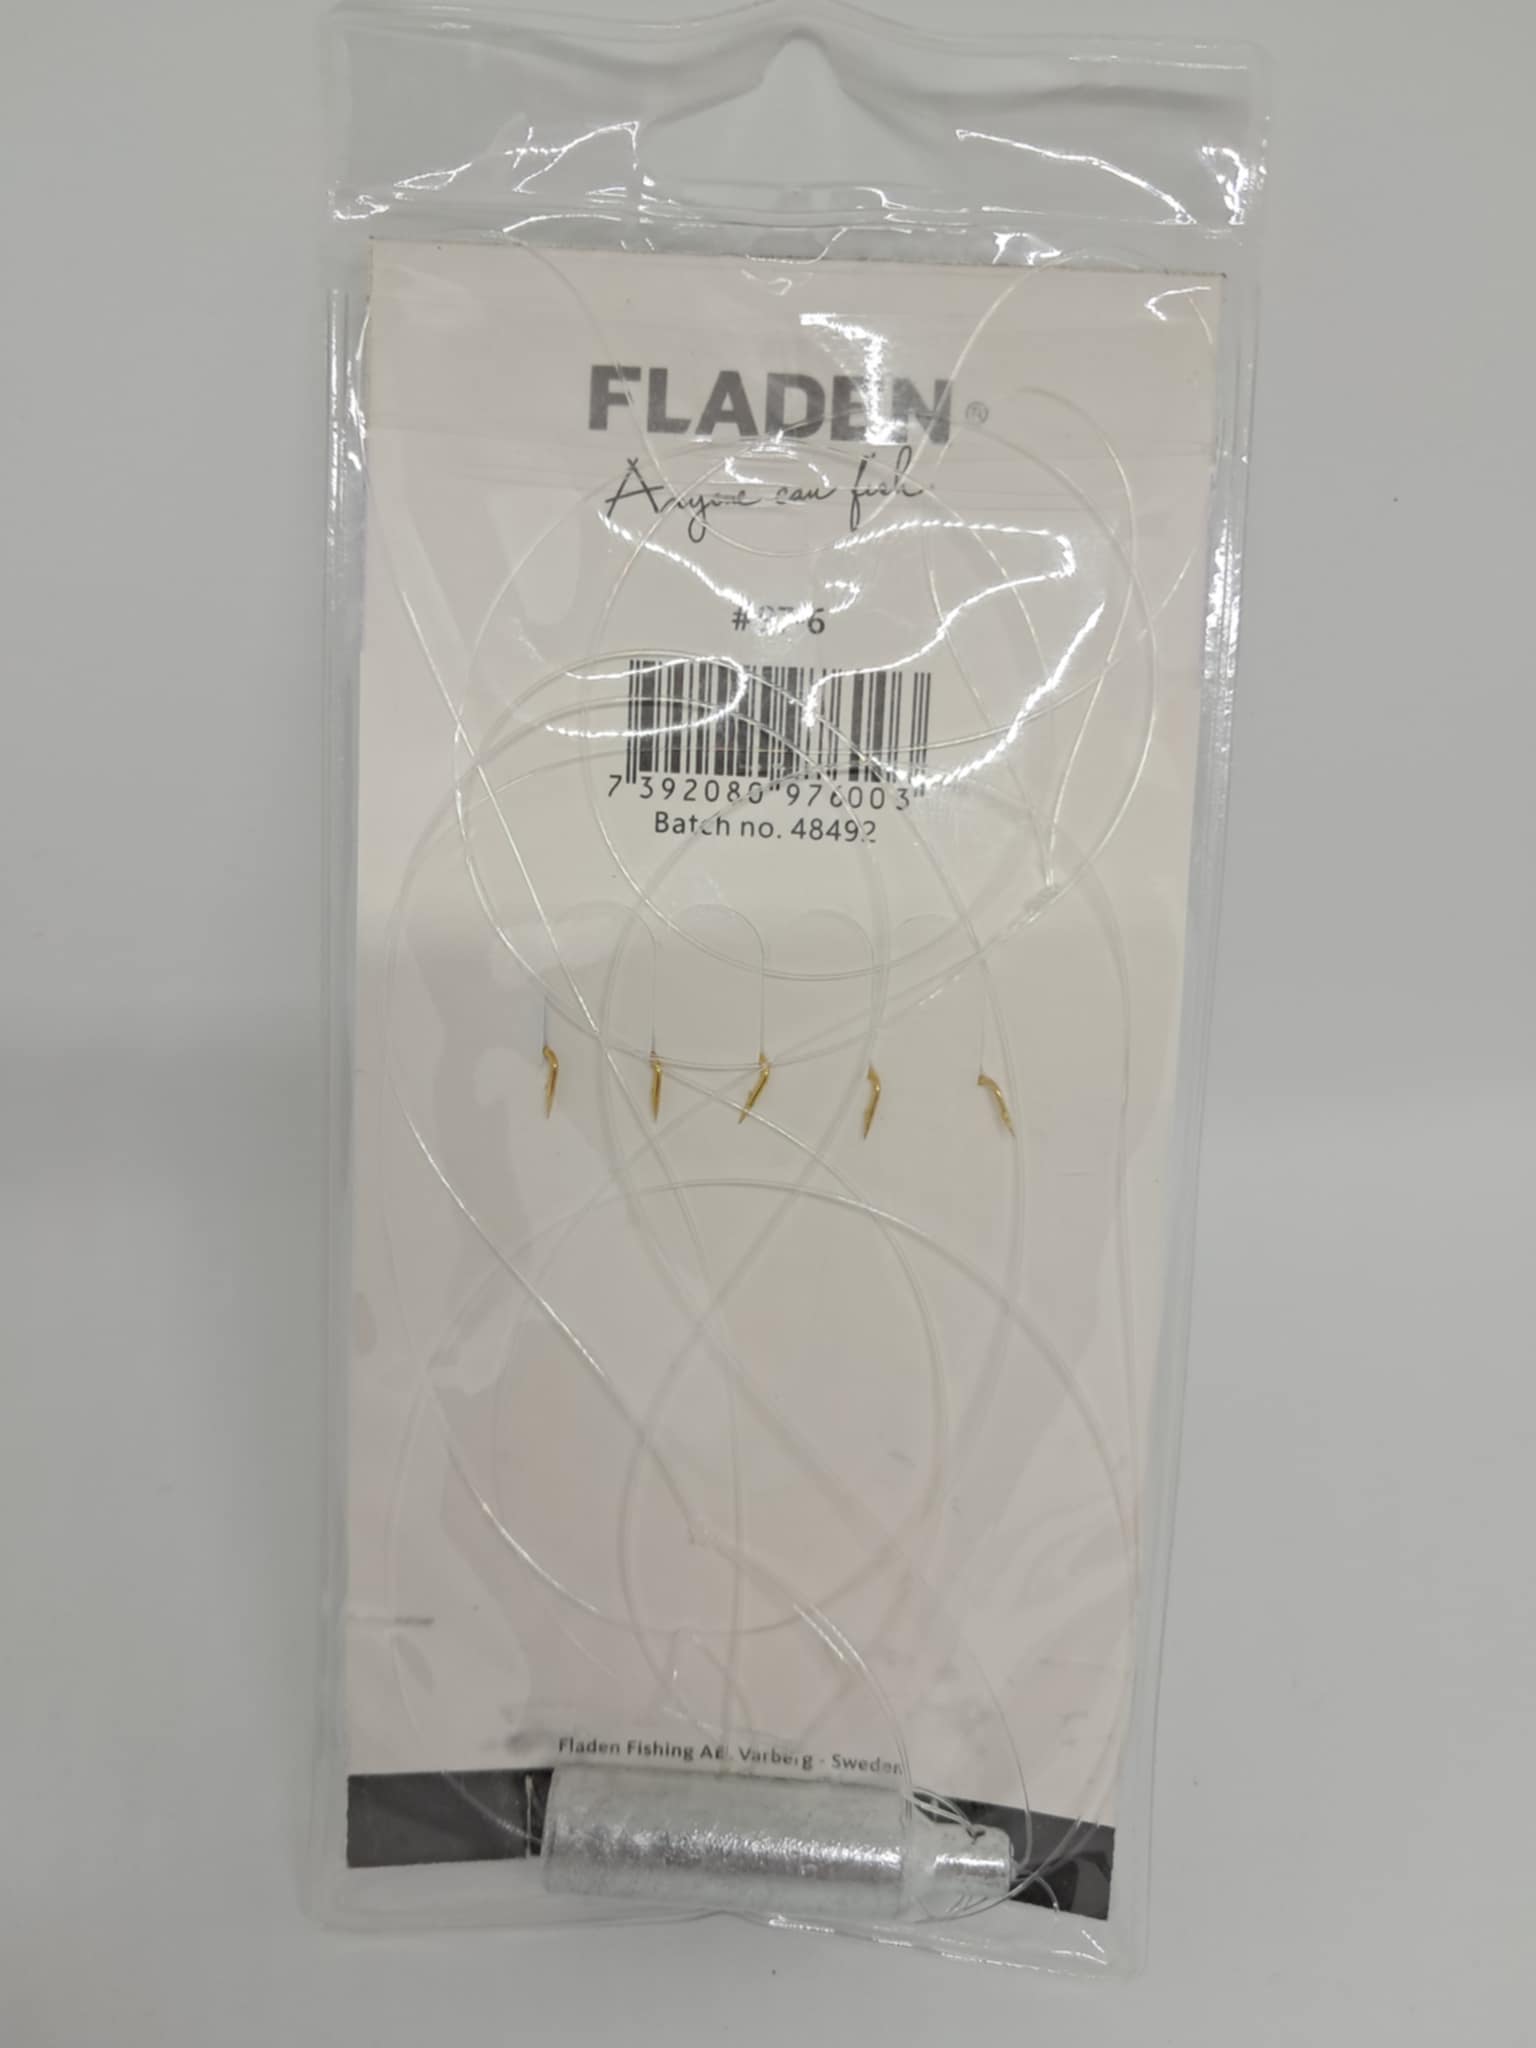 FLADEN®
Anyone can fish.
7 392080 976003
Batch no. 48492
Fladen Fishing AB. Varberg - Sweden